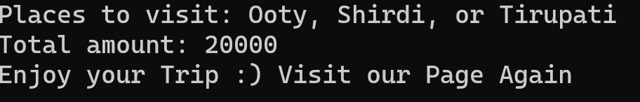 Places to visit: Ooty, Shirdi, or Tirupati
Total amount: 20000
Enjoy your Trip :) Visit our Page Again